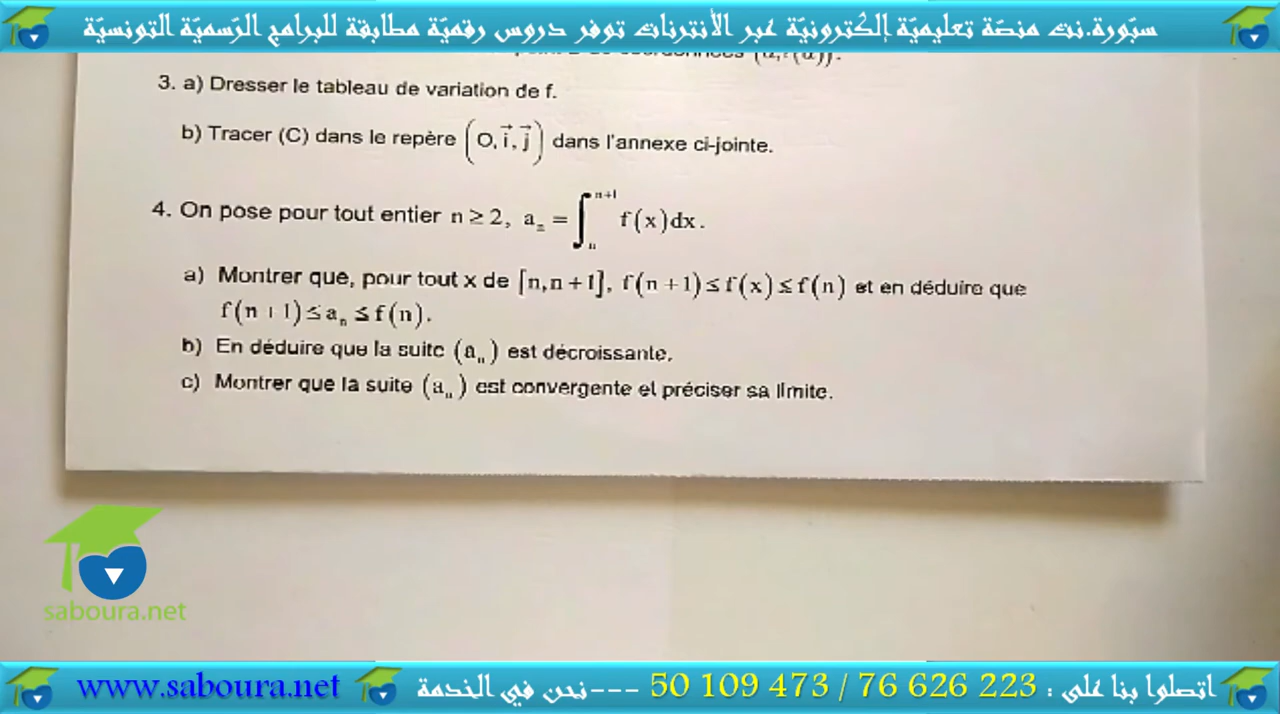 سبّورة.نت منصّة تعليميّة إلكترونيّة عبر الأنترنات توفر دروس رقميّة مطابقة للبرامج الرّسميّة التونسيّة
3. a) Dresser le tableau de variation de f.
b) Tracer (C) dans le repère (O, i⃗, j⃗) dans l'annexe ci-jointe.
4. On pose pour tout entier n ≥ 2, aₙ = ∫ₙⁿ⁺¹ f(x)dx.
a) Montrer que, pour tout x de [n,n+1], f(n+1) ≤ f(x) ≤ f(n) et en déduire que
f(n+1) ≤ aₙ ≤ f(n).
b) En déduire que la suite (aₙ) est décroissante.
c) Montrer que la suite (aₙ) est convergente et préciser sa limite.
saboura.net
www.saboura.net اتصلوا بنا على : 50 109 473 / 76 626 223 ---نحن في الخدمة